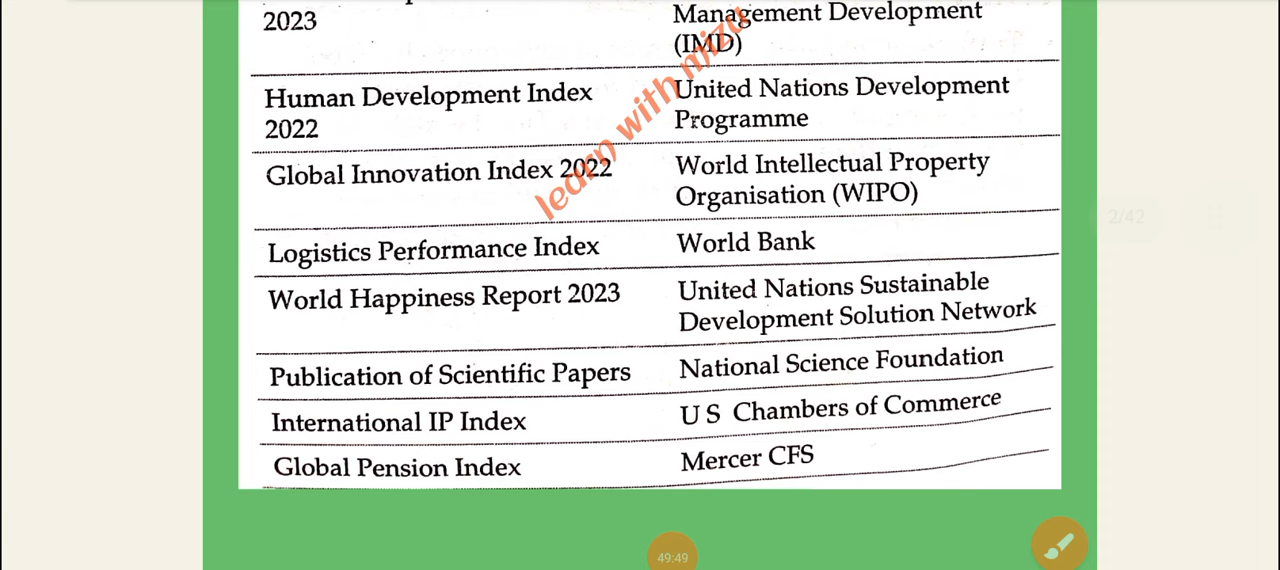 2023
Management Development
(IMD)
Human Development Index
2022
United Nations Development
Programme
Global Innovation Index 2022
World Intellectual Property
Organisation (WIPO)
Logistics Performance Index
World Bank
World Happiness Report 2023
United Nations Sustainable
Development Solution Network
Publication of Scientific Papers
National Science Foundation
International IP Index
U S Chambers of Commerce
Global Pension Index
Mercer CFS
learn with mizu
2/42
49:49